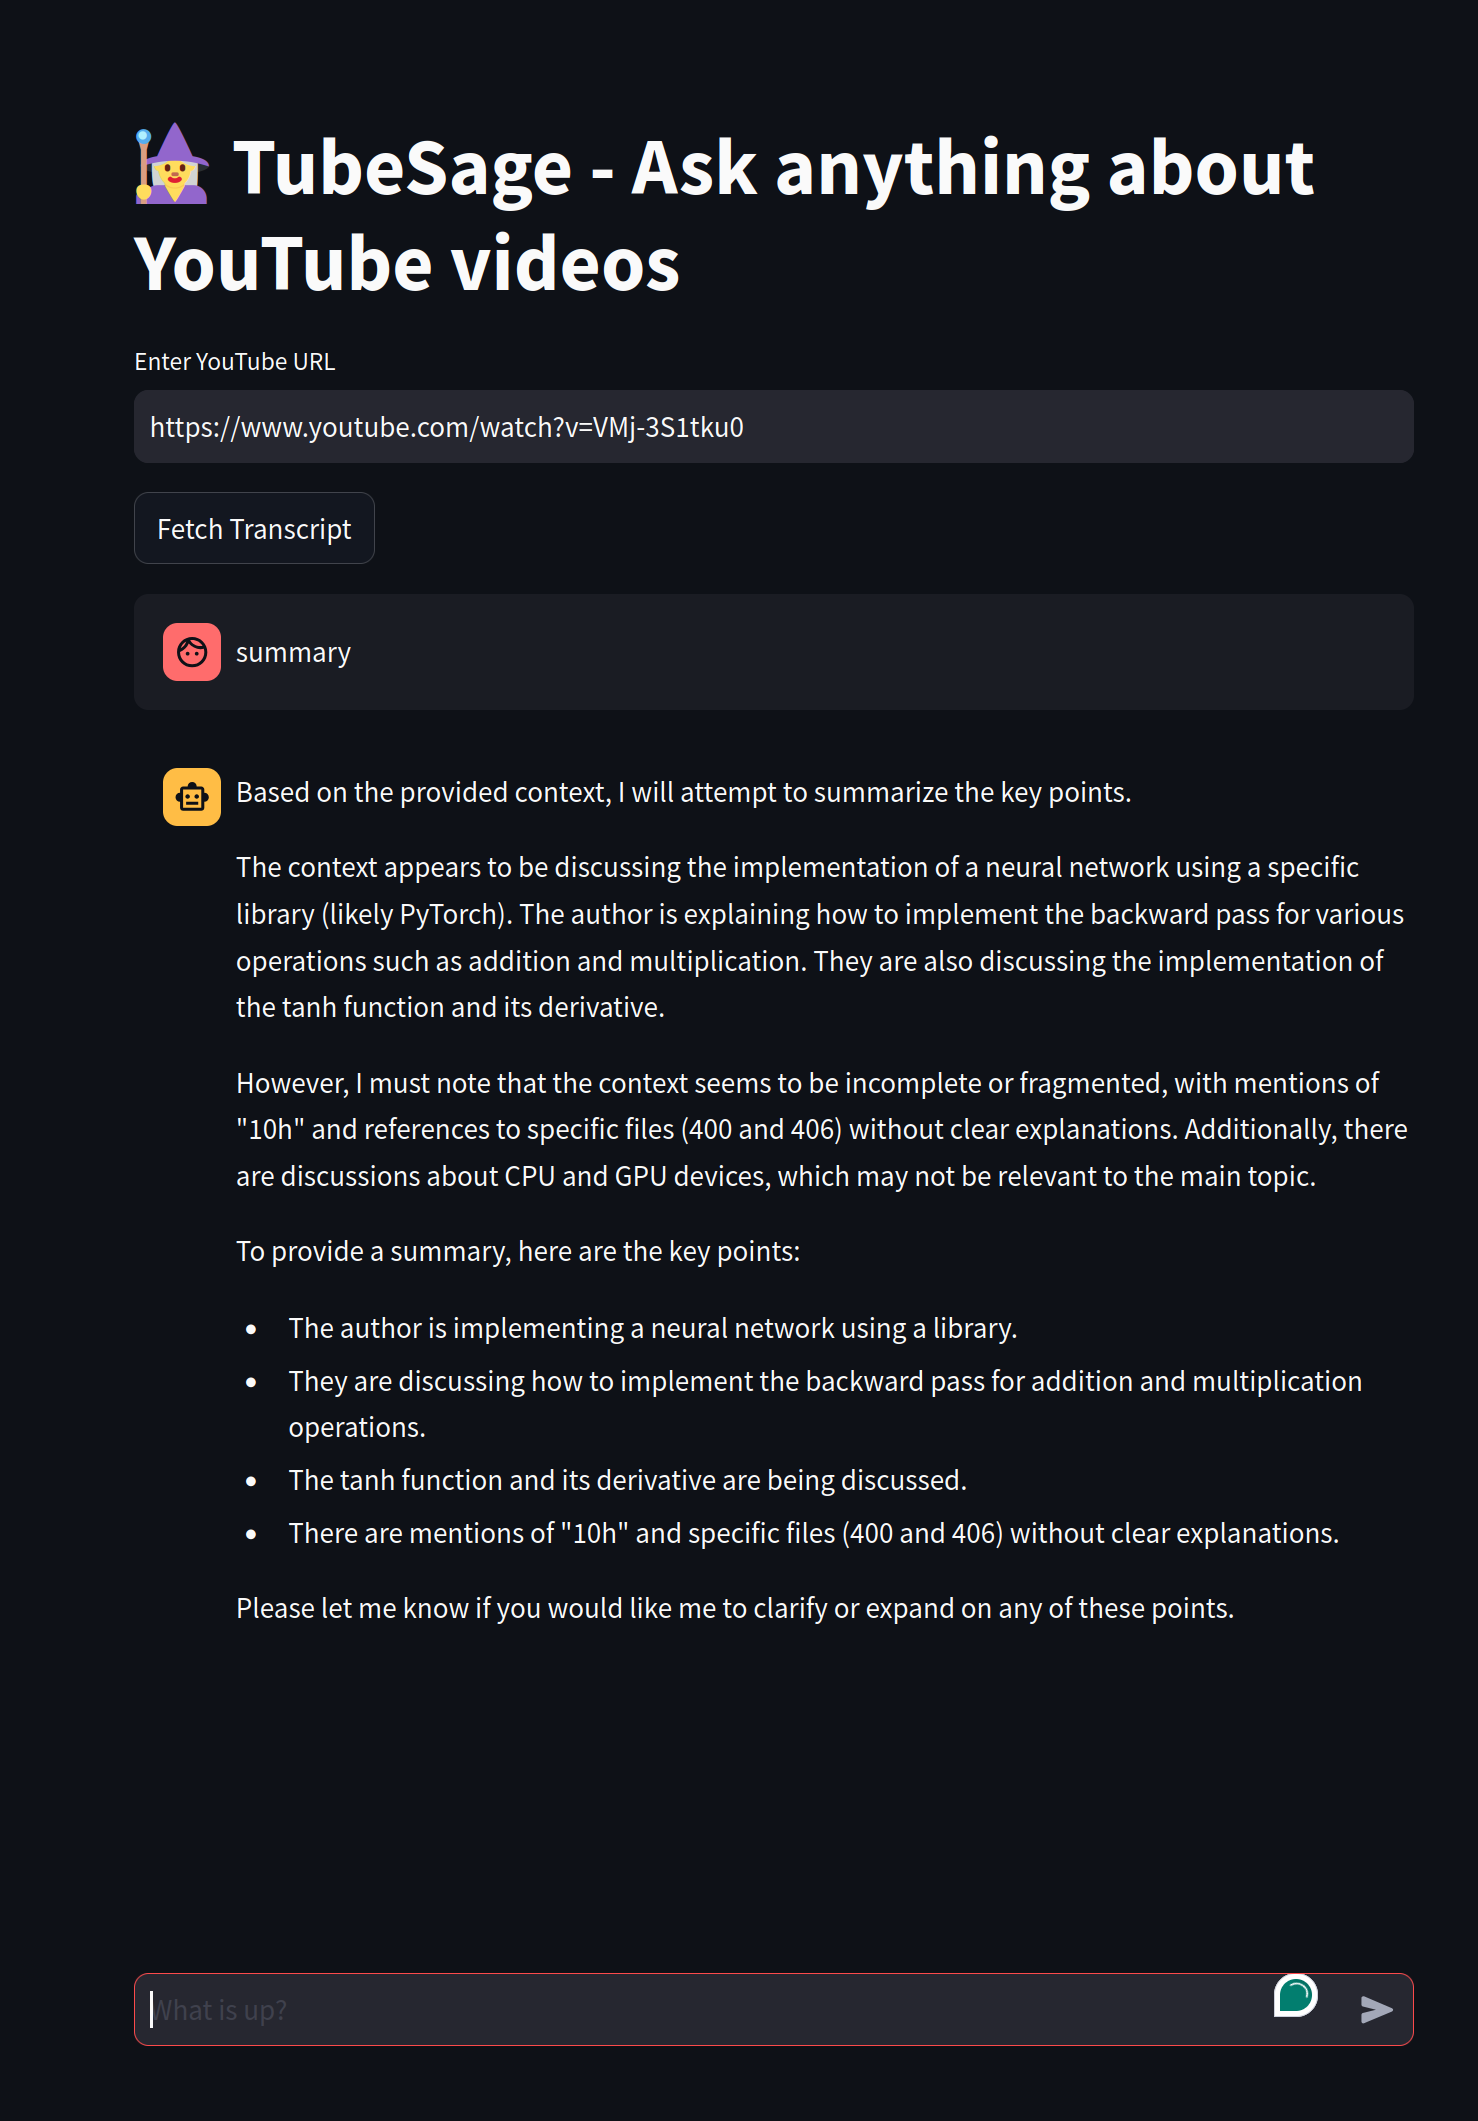 TubeSage - Ask anything about
YouTube videos
Enter YouTube URL
https://www.youtube.com/watch?v=VMj-3S1tku0
Fetch Transcript
summary
Based on the provided context, I will attempt to summarize the key points.
The context appears to be discussing the implementation of a neural network using a specific
library (likely PyTorch). The author is explaining how to implement the backward pass for various
operations such as addition and multiplication. They are also discussing the implementation of
the tanh function and its derivative.
However, I must note that the context seems to be incomplete or fragmented, with mentions of
"10h" and references to specific files (400 and 406) without clear explanations. Additionally, there
are discussions about CPU and GPU devices, which may not be relevant to the main topic.
To provide a summary, here are the key points:
• The author is implementing a neural network using a library.
• They are discussing how to implement the backward pass for addition and multiplication
operations.
• The tanh function and its derivative are being discussed.
• There are mentions of "10h" and specific files (400 and 406) without clear explanations.
Please let me know if you would like me to clarify or expand on any of these points.
What is up?